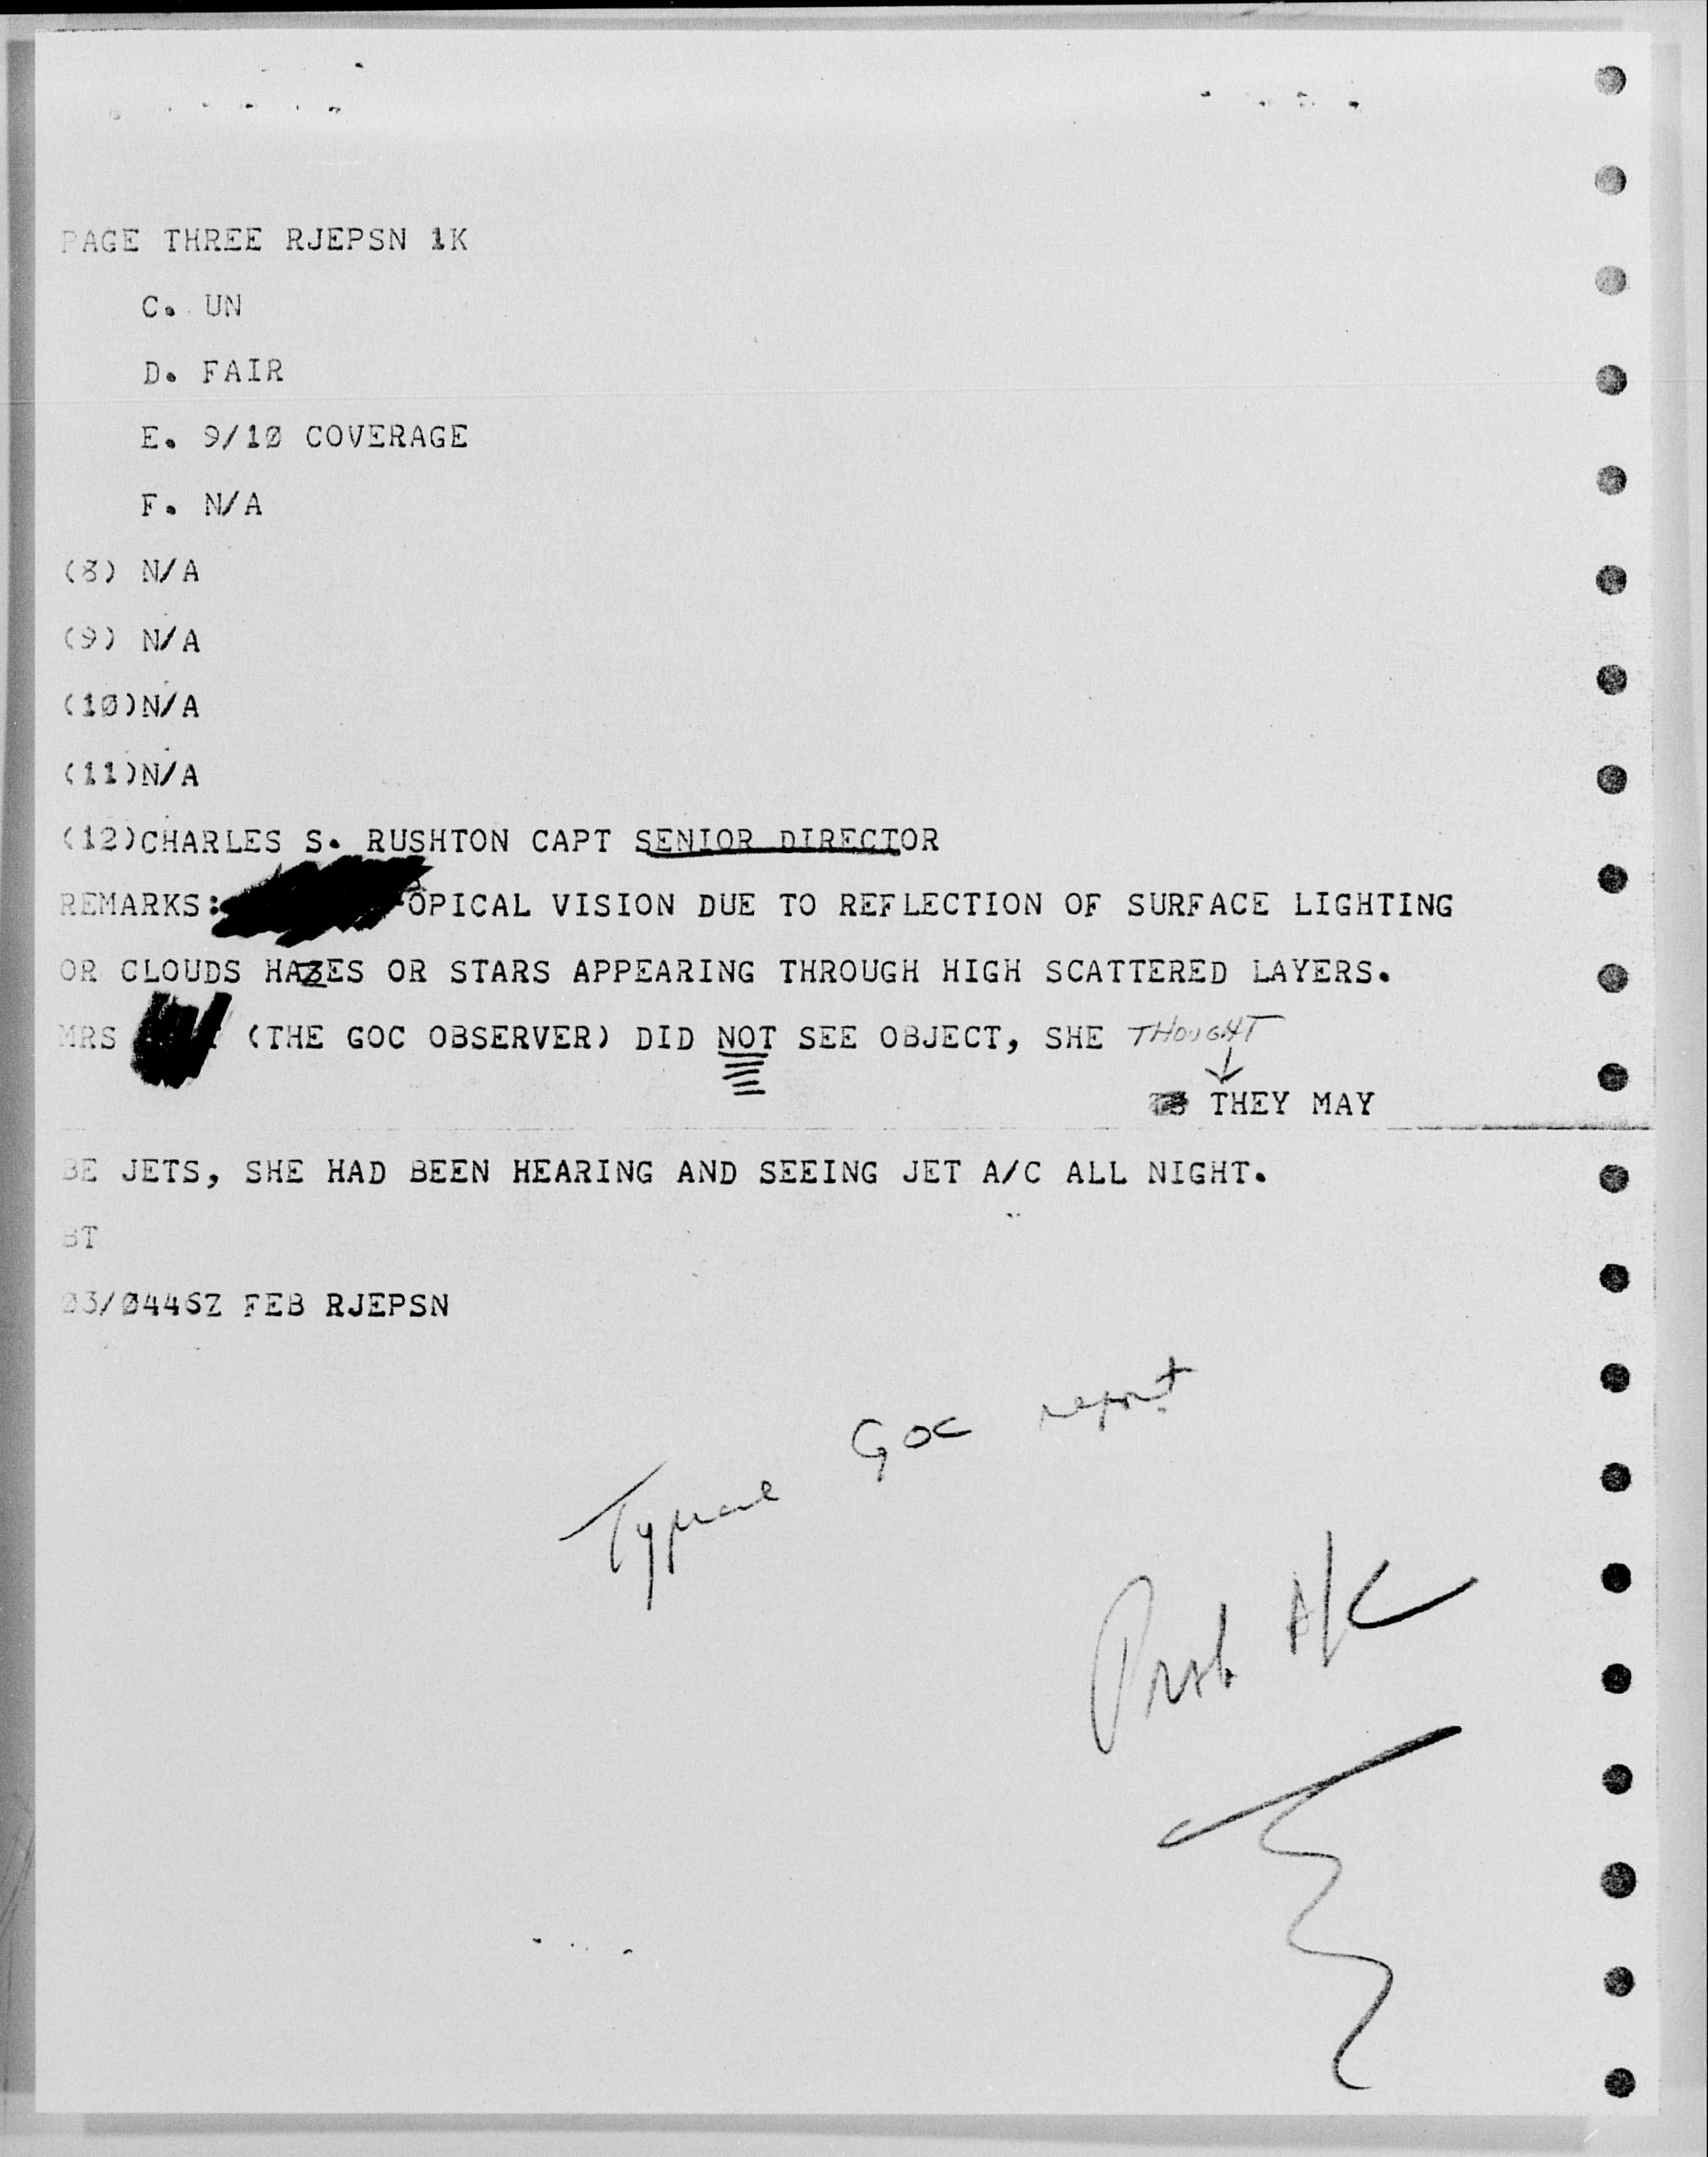 PAGE THREE RJEPSN 1K
C. UN
D. FAIR
E. 9/10 COVERAGE
F. N/A
(8) N/A
(9) N/A
(10)N/A
(11)N/A
(12)CHARLES S. RUSHTON CAPT SENIOR DIRECTOR
REMARKS: OPICAL VISION DUE TO REFLECTION OF SURFACE LIGHTING
OR CLOUDS HAZES OR STARS APPEARING THROUGH HIGH SCATTERED LAYERS.
MRS (THE GOC OBSERVER) DID NOT SEE OBJECT, SHE THOUGHT
THEY MAY
BE JETS, SHE HAD BEEN HEARING AND SEEING JET A/C ALL NIGHT.
BT
03/0446Z FEB RJEPSN
Typical GOC report
Prob A/C